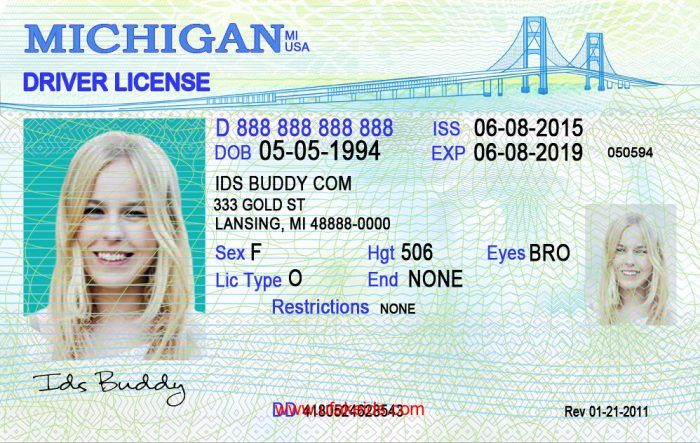 MICHIGAN MI USA
DRIVER LICENSE
D 888 888 888 888 ISS 06-08-2015
DOB 05-05-1994 EXP 06-08-2019 050594
IDS BUDDY COM
333 GOLD ST
LANSING, MI 48888-0000
Sex F Hgt 506 Eyes BRO
Lic Type O End NONE
Restrictions NONE
Ids Buddy
DD
Rev 01-21-2011